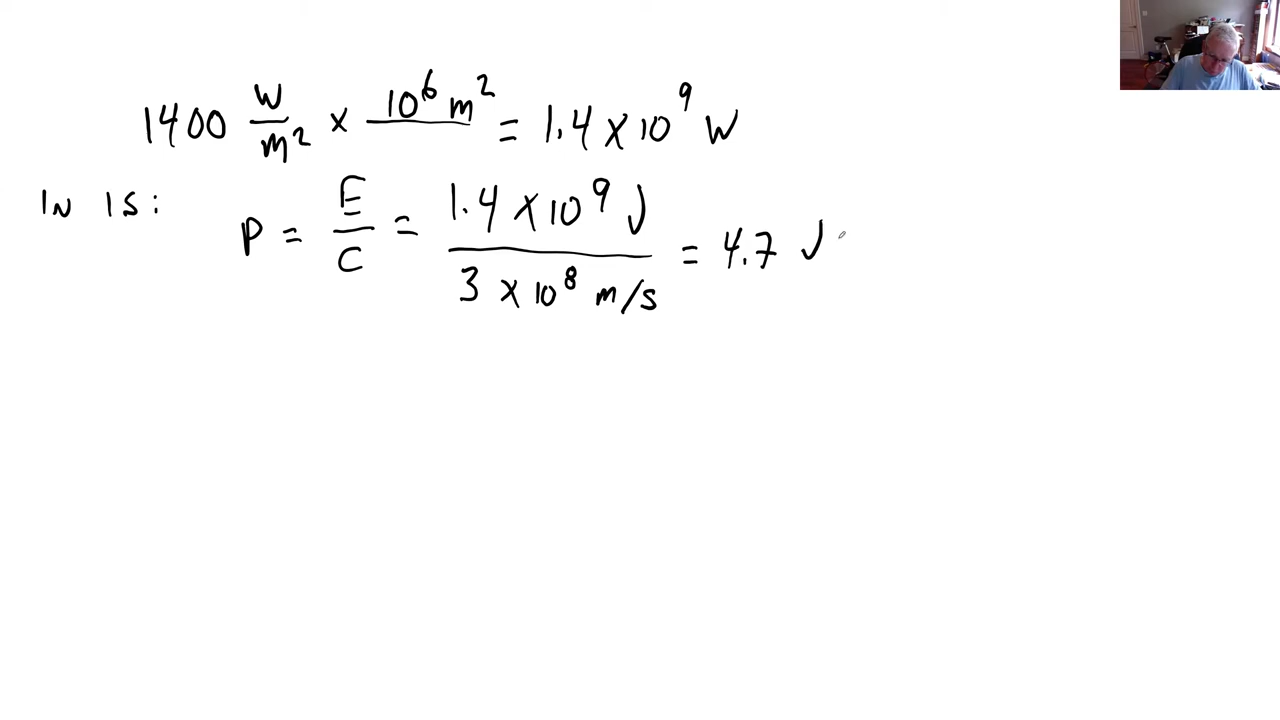 1400 W/m² × 10⁶ m² = 1.4 × 10⁹ W
IN 1S: P = E/C = 1.4 × 10⁹ J / 3 × 10⁸ m/s = 4.7 J